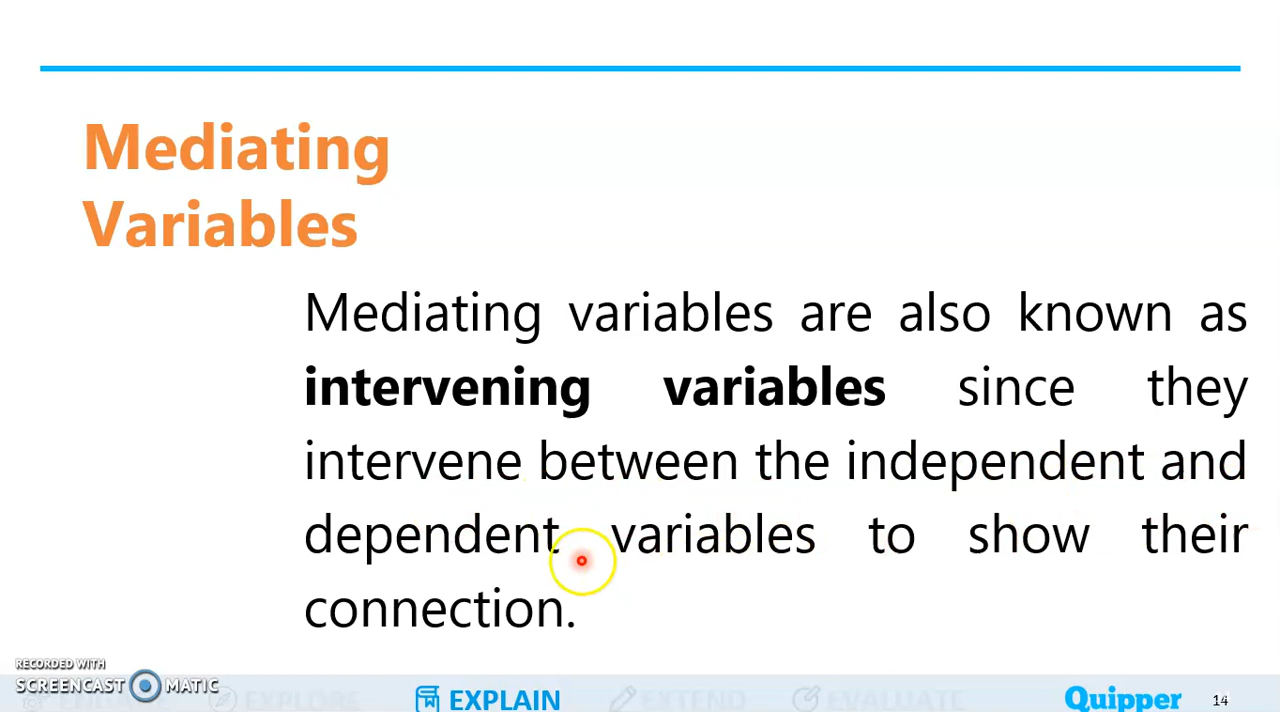 Mediating
Variables
Mediating variables are also known as
intervening variables since they
intervene between the independent and
dependent variables to show their
connection.
RECORDED WITH
SCREENCAST MATIC
ENGAGE EXPLORE EXPLAIN EXTEND EVALUATE Quipper 14